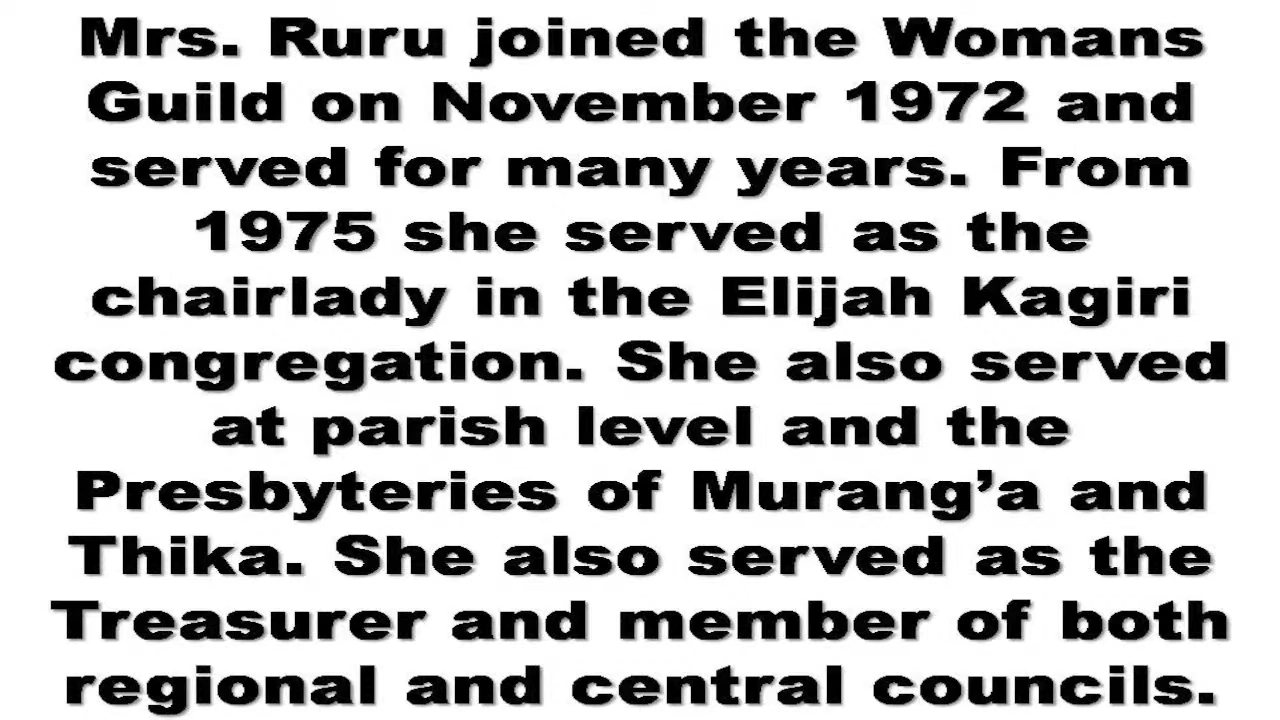 Mrs. Ruru joined the Womans
Guild on November 1972 and
served for many years. From
1975 she served as the
chairlady in the Elijah Kagiri
congregation. She also served
at parish level and the
Presbyteries of Murang’a and
Thika. She also served as the
Treasurer and member of both
regional and central councils.